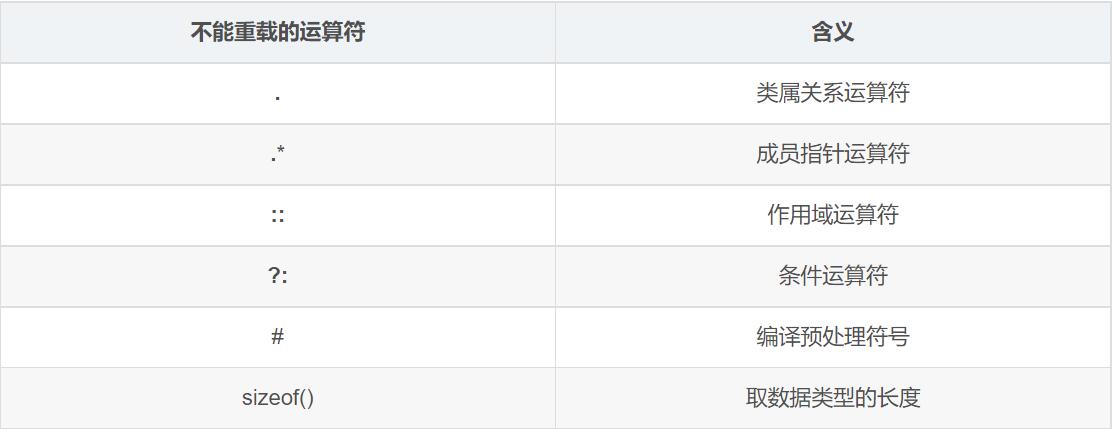 不能重载的运算符 含义
. 类属关系运算符
.* 成员指针运算符
:: 作用域运算符
?: 条件运算符
# 编译预处理符号
sizeof() 取数据类型的长度